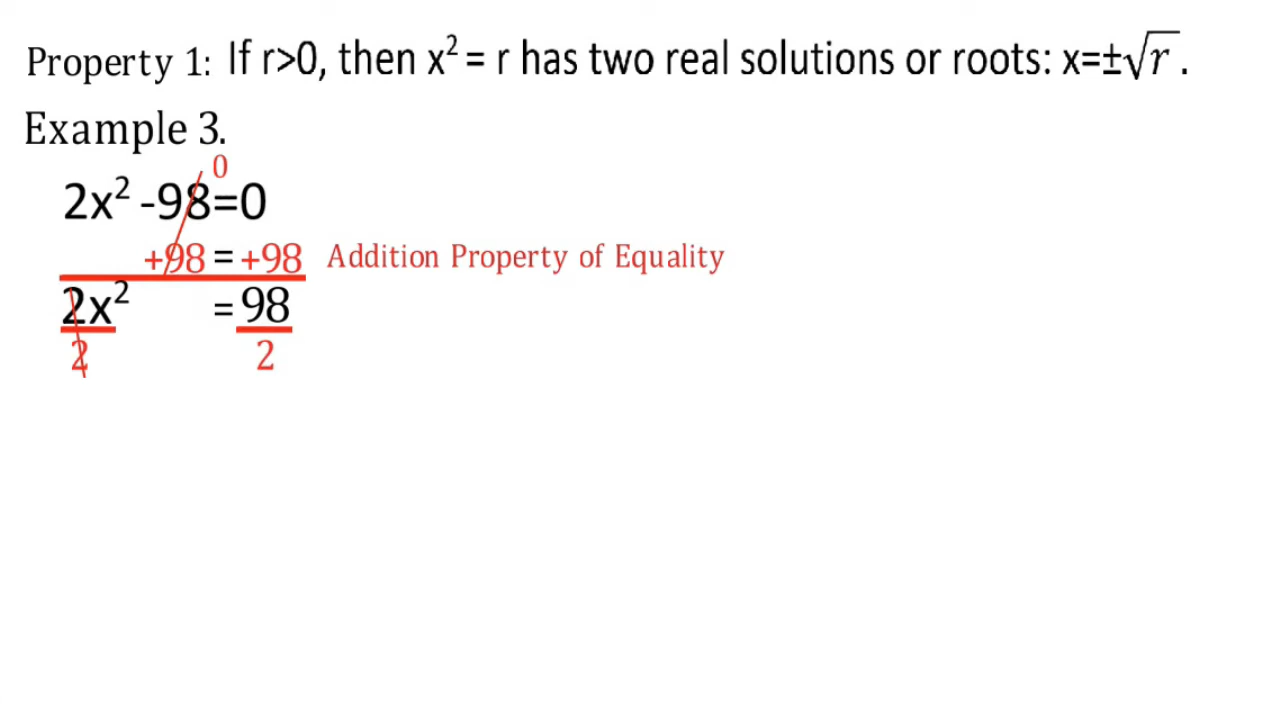 Property 1: If r>0, then x² = r has two real solutions or roots: x=±√r .
Example 3.
0
2x² -98=0
+98 = +98 Addition Property of Equality
2x² = 98
2 2